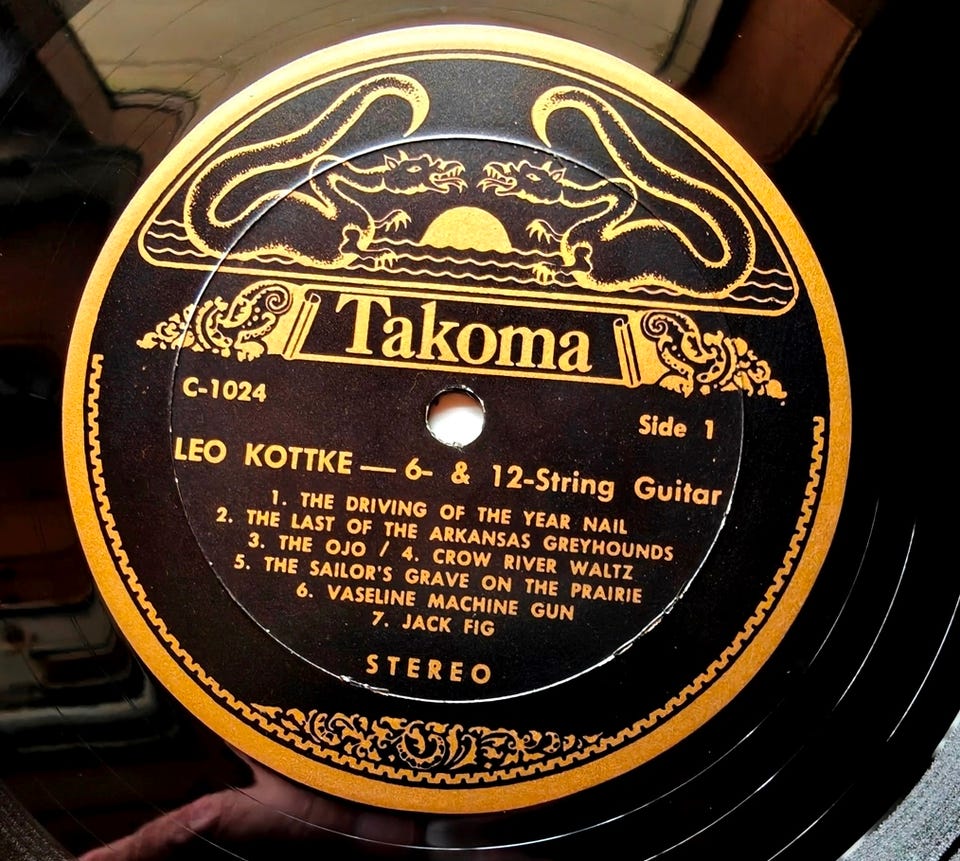 Takoma
C-1024
Side 1
LEO KOTTKE — 6- & 12-String Guitar
1. THE DRIVING OF THE YEAR NAIL
2. THE LAST OF THE ARKANSAS GREYHOUNDS
3. THE OJO / 4. CROW RIVER WALTZ
5. THE SAILOR'S GRAVE ON THE PRAIRIE
6. VASELINE MACHINE GUN
7. JACK FIG
STEREO